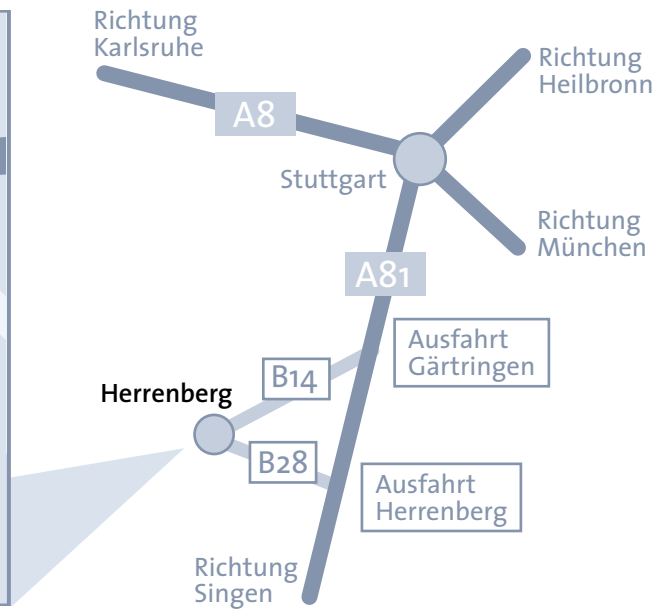 Richtung
Karlsruhe
Richtung
Heilbronn
A8
Stuttgart
Richtung
München
A81
Ausfahrt
Gärtringen
B14
Herrenberg
B28
Ausfahrt
Herrenberg
Richtung
Singen